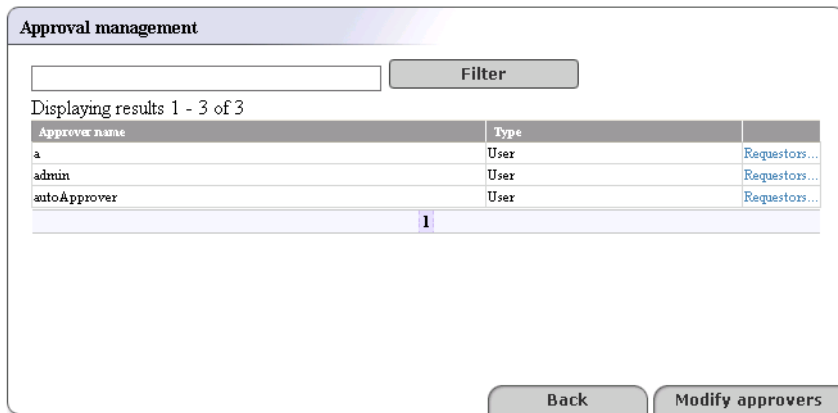 Approval management
Filter
Displaying results 1 - 3 of 3
Approver name Type
a User Requestors...
admin User Requestors...
autoApprover User Requestors...
1
Back Modify approvers